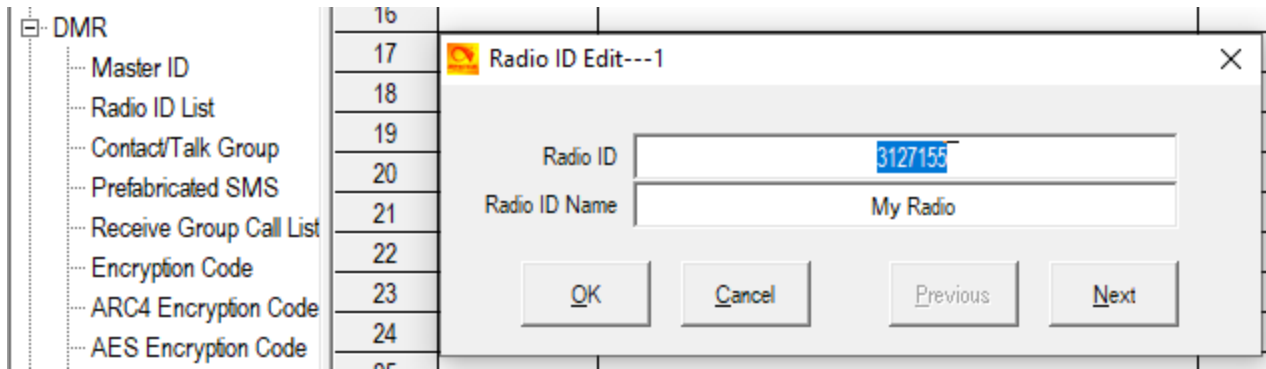 DMR
Master ID
Radio ID List
Contact/Talk Group
Prefabricated SMS
Receive Group Call List
Encryption Code
ARC4 Encryption Code
AES Encryption Code
16
17
18
19
20
21
22
23
24
Radio ID Edit---1
Radio ID 3127155
Radio ID Name My Radio
OK Cancel Previous Next